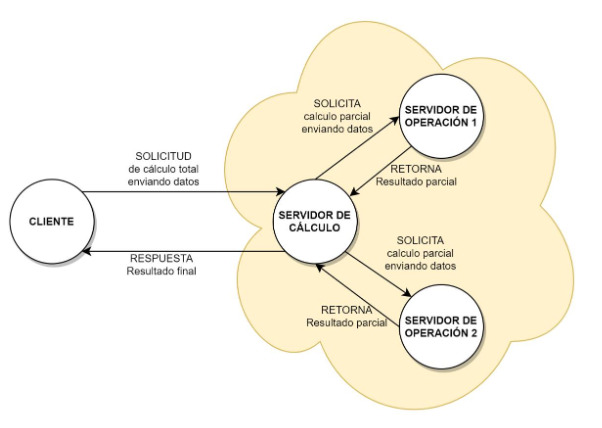 SOLICITUD
de cálculo total
enviando datos
CLIENTE
RESPUESTA
Resultado final
SERVIDOR DE
CÁLCULO
SOLICITA
calculo parcial
enviando datos
SERVIDOR DE
OPERACIÓN 1
RETORNA
Resultado parcial
SOLICITA
calculo parcial
enviando datos
RETORNA
Resultado parcial
SERVIDOR DE
OPERACIÓN 2